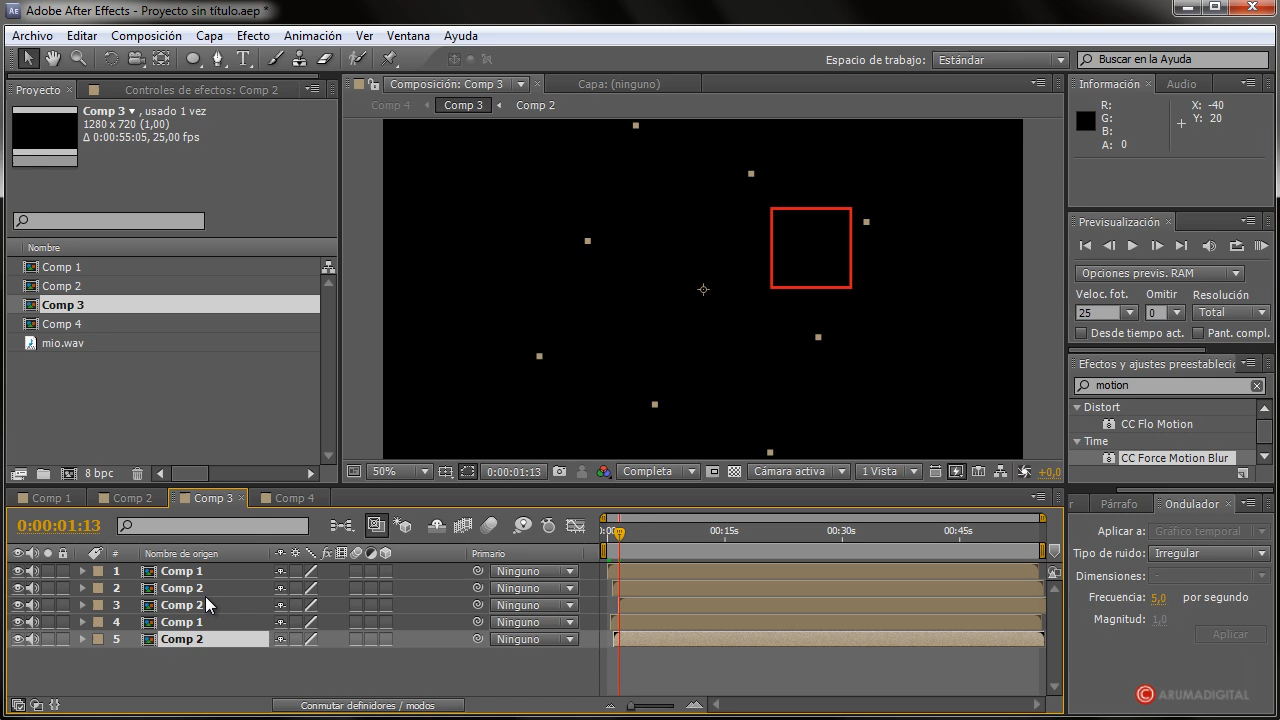 Adobe After Effects - Proyecto sin título.aep *
Archivo Editar Composición Capa Efecto Animación Ver Ventana Ayuda
Espacio de trabajo: Estándar Buscar en la Ayuda
Proyecto × Controles de efectos: Comp 2
Comp 3 , usado 1 vez
1280 x 720 (1,00)
Δ 0:00:55:05, 25,00 fps
Nombre
Comp 1
Comp 2
Comp 3
Comp 4
mio.wav
8 bpc
Composición: Comp 3 × Capa: (ninguno)
Comp 4 Comp 3 Comp 2
50% 0:00:01:13 Completa Cámara activa 1 Vista +0,0
Información × Audio
R: X: -40
G: Y: 20
B:
A: 0
Previsualización ×
Opciones previs. RAM
Veloc. fot. Omitir Resolución
25 0 Total
Desde tiempo act. Pant. compl.
Efectos y ajustes preestablecic
motion
Distort
CC Flo Motion
Time
CC Force Motion Blur
Comp 1 Comp 2 Comp 3 × Comp 4
0:00:01:13
00:15s 00:30s 00:45s
# Nombre de origen fx Primario
1 Comp 1 Ninguno
2 Comp 2 Ninguno
3 Comp 2 Ninguno
4 Comp 1 Ninguno
5 Comp 2 Ninguno
Conmutar definidores / modos
r Párrafo Ondulador ×
Aplicar a: Gráfico temporal
Tipo de ruido: Irregular
Dimensiones: -
Frecuencia: 5,0 por segundo
Magnitud: 1,0
Aplicar
ARUMADIGITAL